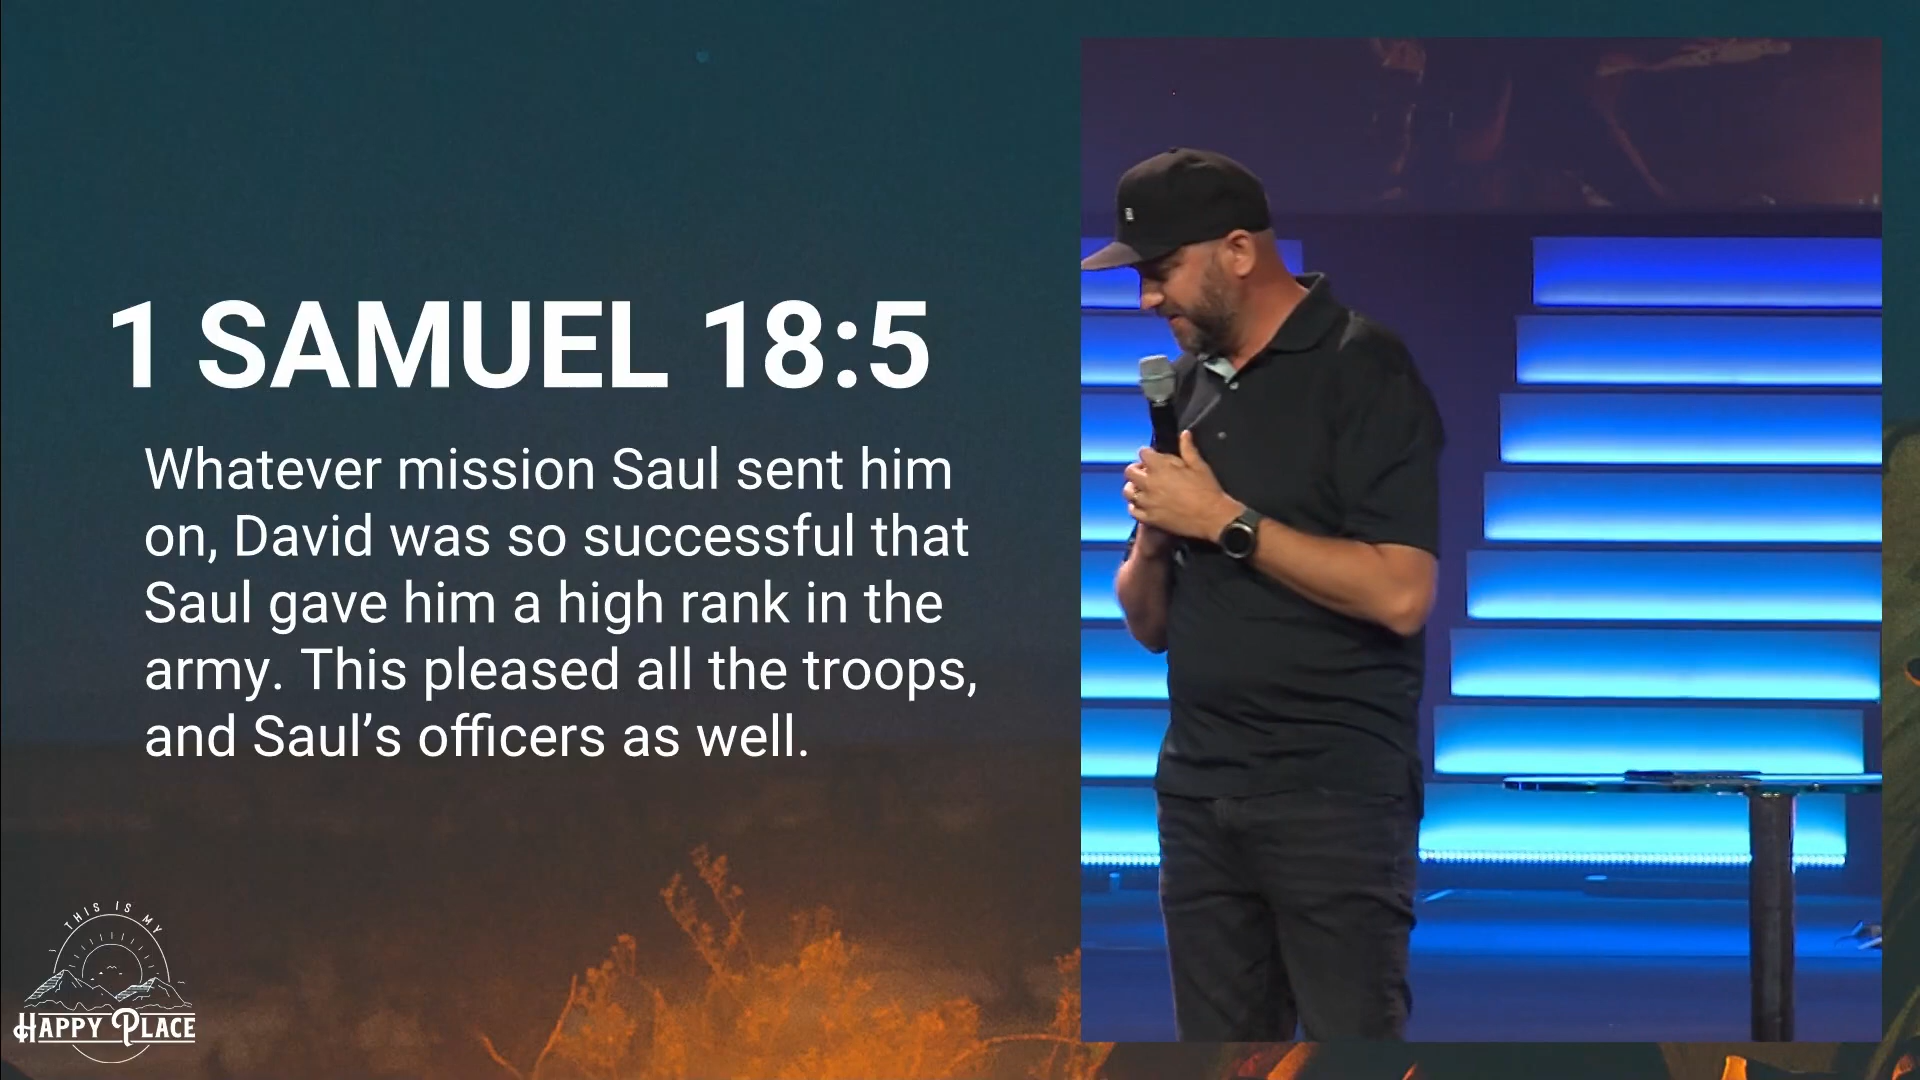 1 SAMUEL 18:5
Whatever mission Saul sent him
on, David was so successful that
Saul gave him a high rank in the
army. This pleased all the troops,
and Saul’s officers as well.
THIS IS MY
HAPPY PLACE